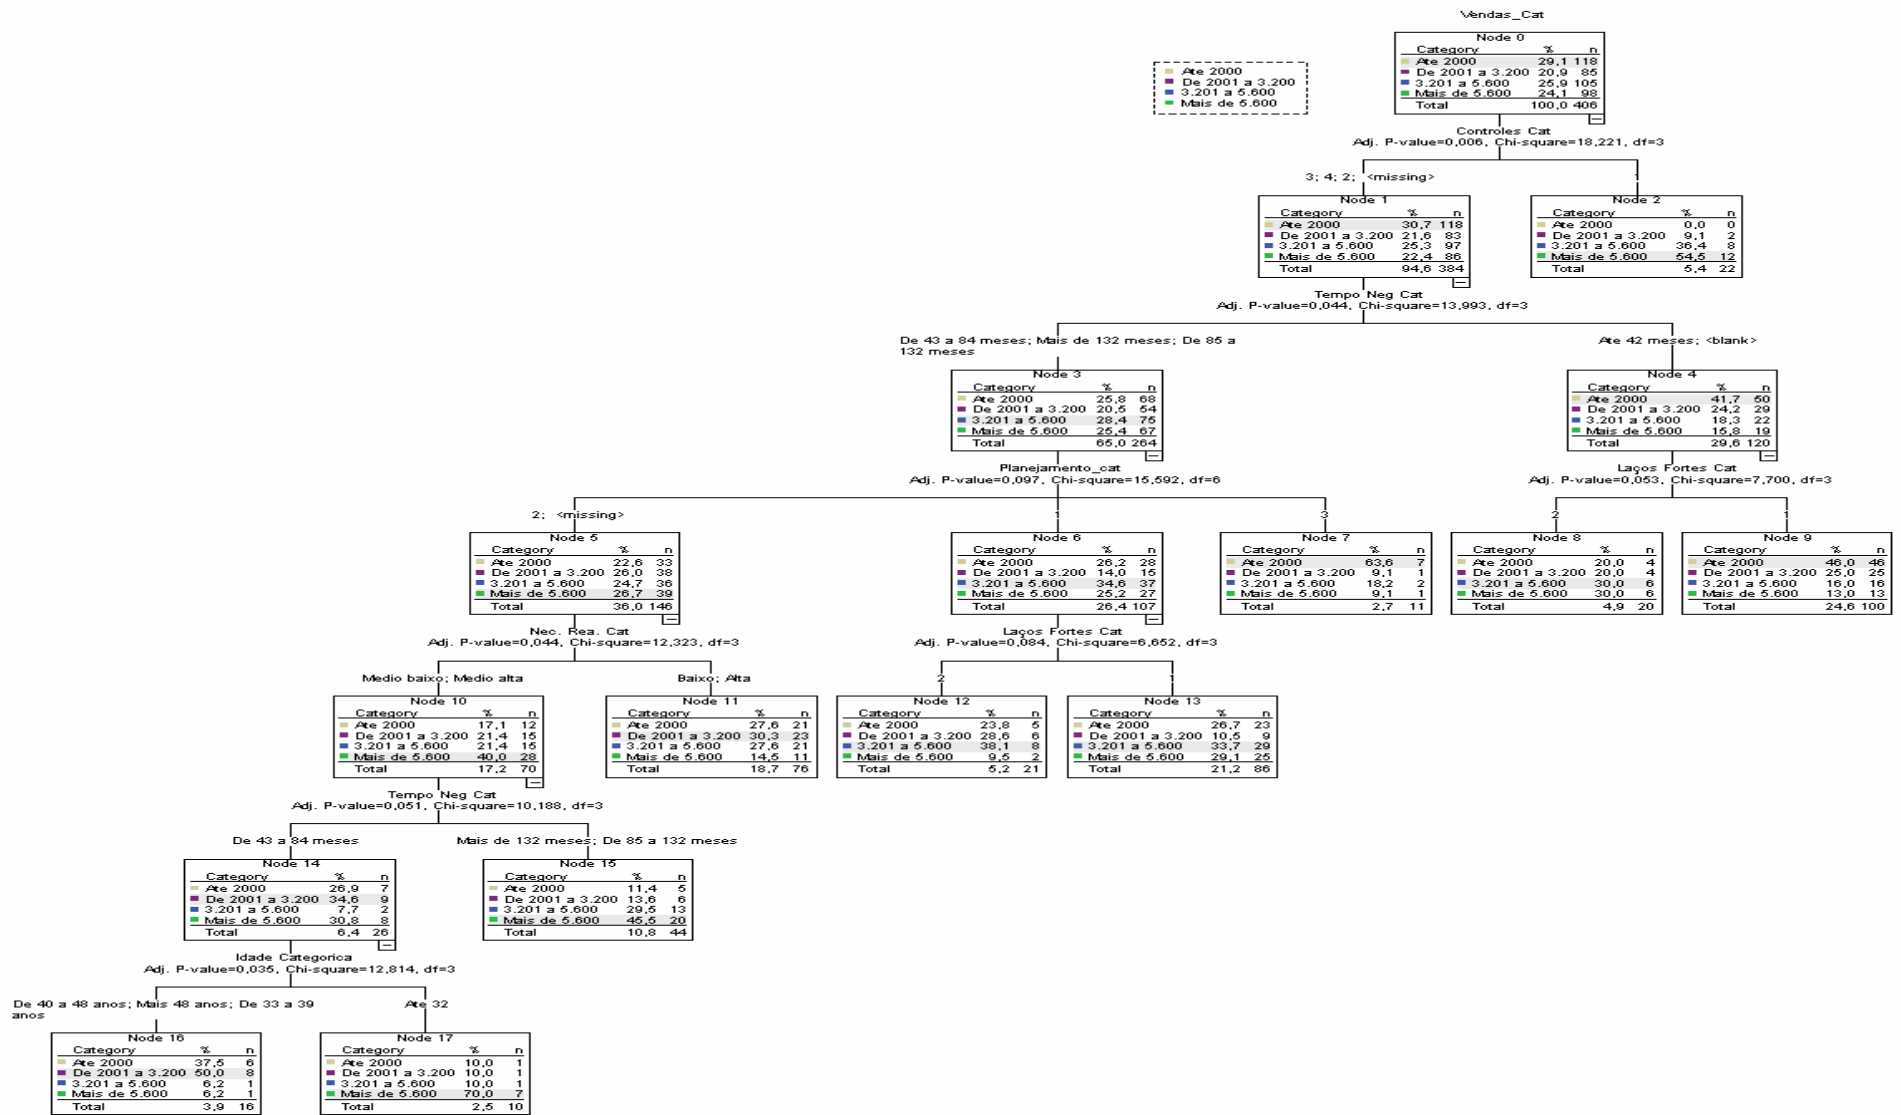 Vendas_Cat
Ate 2000
De 2001 a 3.200
3.201 a 5.600
Mais de 5.600
Node 0
Category % n
Ate 2000 29,1 118
De 2001 a 3.200 20,9 85
3.201 a 5.600 25,9 105
Mais de 5.600 24,1 98
Total 100,0 406
Controles Cat
Adj. P-value=0,006, Chi-square=18,221, df=3
3; 4; 2; <missing>
1
Node 1
Category % n
Ate 2000 30,7 118
De 2001 a 3.200 21,6 83
3.201 a 5.600 25,3 97
Mais de 5.600 22,4 86
Total 94,6 384
Node 2
Category % n
Ate 2000 0,0 0
De 2001 a 3.200 9,1 2
3.201 a 5.600 36,4 8
Mais de 5.600 54,5 12
Total 5,4 22
Tempo Neg Cat
Adj. P-value=0,044, Chi-square=13,993, df=3
De 43 a 84 meses; Mais de 132 meses; De 85 a
132 meses
Ate 42 meses; <blank>
Node 3
Category % n
Ate 2000 25,8 68
De 2001 a 3.200 20,5 54
3.201 a 5.600 28,4 75
Mais de 5.600 25,4 67
Total 65,0 264
Node 4
Category % n
Ate 2000 41,7 50
De 2001 a 3.200 24,2 29
3.201 a 5.600 18,3 22
Mais de 5.600 15,8 19
Total 29,6 120
Planejamento_cat
Adj. P-value=0,097, Chi-square=15,592, df=6
Laços Fortes Cat
Adj. P-value=0,053, Chi-square=7,700, df=3
2; <missing>
1
3
2
1
Node 5
Category % n
Ate 2000 22,6 33
De 2001 a 3.200 26,0 38
3.201 a 5.600 24,7 36
Mais de 5.600 26,7 39
Total 36,0 146
Node 6
Category % n
Ate 2000 26,2 28
De 2001 a 3.200 14,0 15
3.201 a 5.600 34,6 37
Mais de 5.600 25,2 27
Total 26,4 107
Node 7
Category % n
Ate 2000 63,6 7
De 2001 a 3.200 9,1 1
3.201 a 5.600 18,2 2
Mais de 5.600 9,1 1
Total 2,7 11
Node 8
Category % n
Ate 2000 20,0 4
De 2001 a 3.200 20,0 4
3.201 a 5.600 30,0 6
Mais de 5.600 30,0 6
Total 4,9 20
Node 9
Category % n
Ate 2000 46,0 46
De 2001 a 3.200 25,0 25
3.201 a 5.600 16,0 16
Mais de 5.600 13,0 13
Total 24,6 100
Nec. Rea. Cat
Adj. P-value=0,044, Chi-square=12,323, df=3
Laços Fortes Cat
Adj. P-value=0,084, Chi-square=6,652, df=3
Medio baixo; Medio alta
Baixo; Alta
2
1
Node 10
Category % n
Ate 2000 17,1 12
De 2001 a 3.200 21,4 15
3.201 a 5.600 21,4 15
Mais de 5.600 40,0 28
Total 17,2 70
Node 11
Category % n
Ate 2000 27,6 21
De 2001 a 3.200 30,3 23
3.201 a 5.600 27,6 21
Mais de 5.600 14,5 11
Total 18,7 76
Node 12
Category % n
Ate 2000 23,8 5
De 2001 a 3.200 28,6 6
3.201 a 5.600 38,1 8
Mais de 5.600 9,5 2
Total 5,2 21
Node 13
Category % n
Ate 2000 26,7 23
De 2001 a 3.200 10,5 9
3.201 a 5.600 33,7 29
Mais de 5.600 29,1 25
Total 21,2 86
Tempo Neg Cat
Adj. P-value=0,051, Chi-square=10,188, df=3
De 43 a 84 meses
Mais de 132 meses; De 85 a 132 meses
Node 14
Category % n
Ate 2000 26,9 7
De 2001 a 3.200 34,6 9
3.201 a 5.600 7,7 2
Mais de 5.600 30,8 8
Total 6,4 26
Node 15
Category % n
Ate 2000 11,4 5
De 2001 a 3.200 13,6 6
3.201 a 5.600 29,5 13
Mais de 5.600 45,5 20
Total 10,8 44
Idade Categorica
Adj. P-value=0,035, Chi-square=12,814, df=3
De 40 a 48 anos; Mais 48 anos; De 33 a 39
anos
Ate 32
Node 16
Category % n
Ate 2000 37,5 6
De 2001 a 3.200 50,0 8
3.201 a 5.600 6,2 1
Mais de 5.600 6,2 1
Total 3,9 16
Node 17
Category % n
Ate 2000 10,0 1
De 2001 a 3.200 10,0 1
3.201 a 5.600 10,0 1
Mais de 5.600 70,0 7
Total 2,5 10